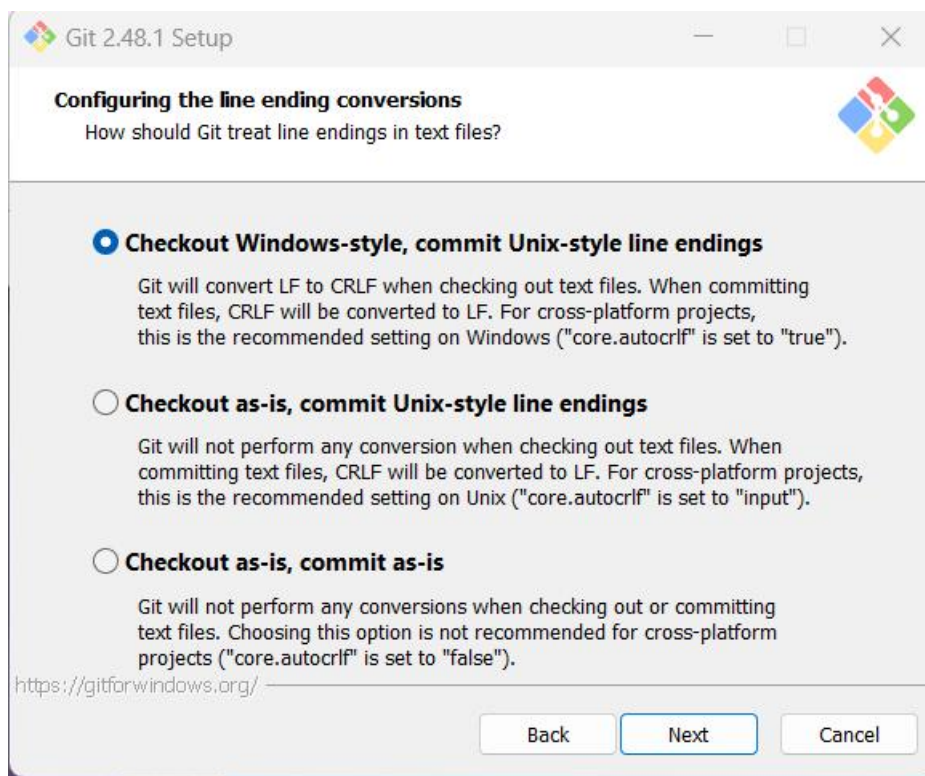 Git 2.48.1 Setup
Configuring the line ending conversions
How should Git treat line endings in text files?
Checkout Windows-style, commit Unix-style line endings
Git will convert LF to CRLF when checking out text files. When committing
text files, CRLF will be converted to LF. For cross-platform projects,
this is the recommended setting on Windows ("core.autocrlf" is set to "true").
Checkout as-is, commit Unix-style line endings
Git will not perform any conversion when checking out text files. When
committing text files, CRLF will be converted to LF. For cross-platform projects,
this is the recommended setting on Unix ("core.autocrlf" is set to "input").
Checkout as-is, commit as-is
Git will not perform any conversions when checking out or committing
text files. Choosing this option is not recommended for cross-platform
projects ("core.autocrlf" is set to "false").
https://gitforwindows.org/
Back Next Cancel